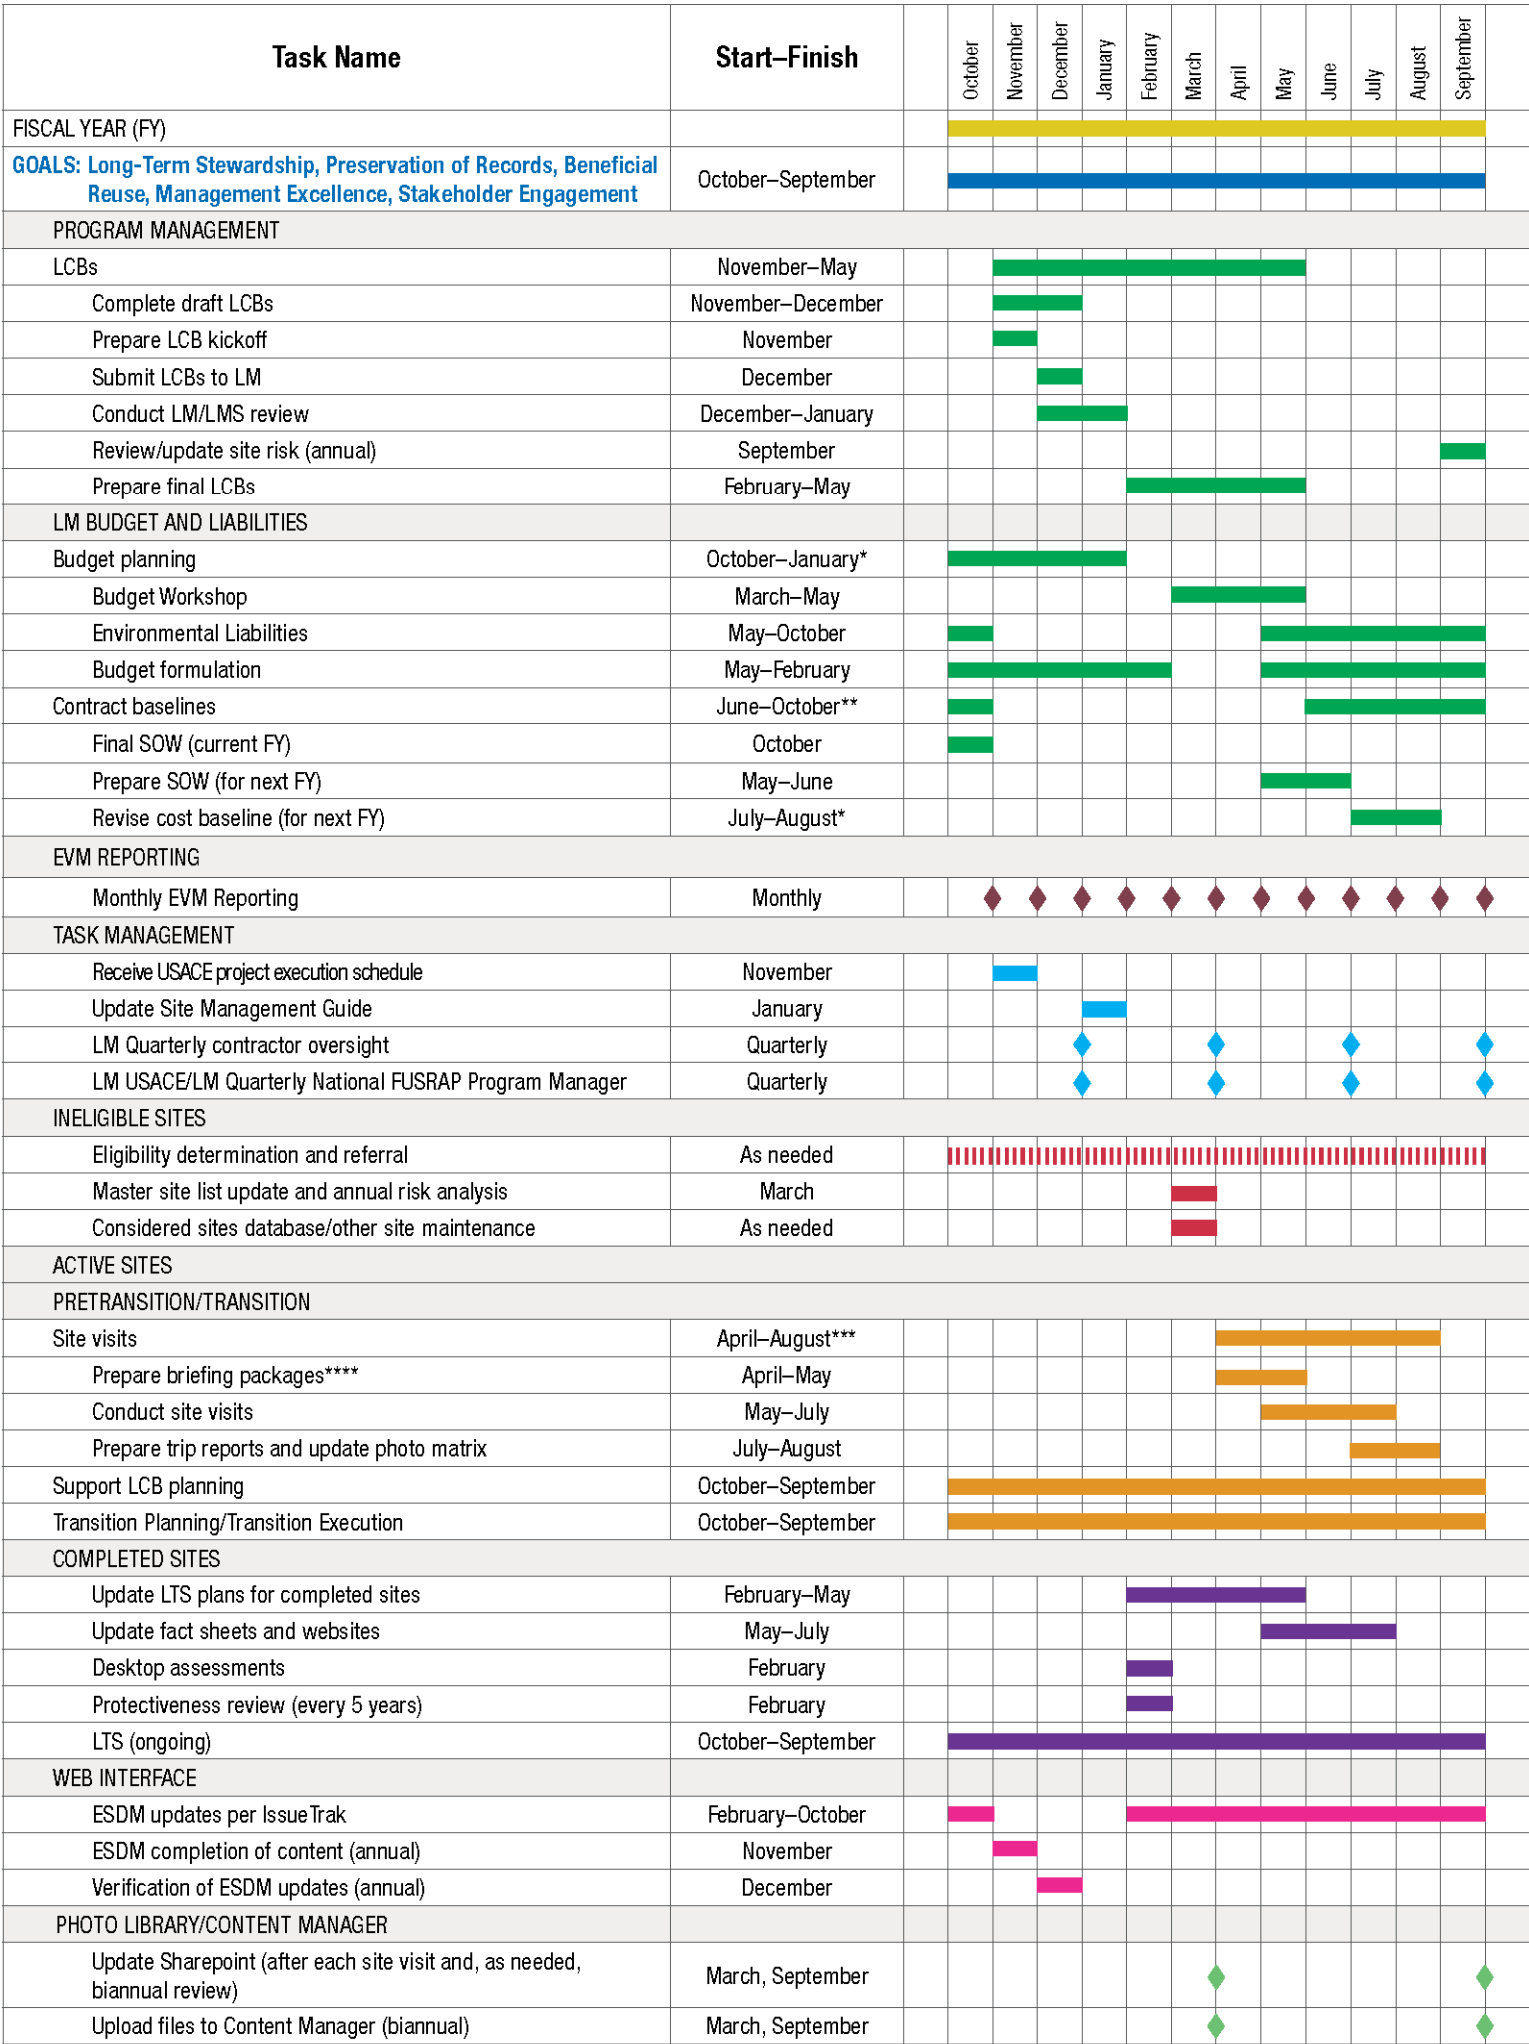 Task Name Start–Finish October November December January February March April May June July August September
FISCAL YEAR (FY)
GOALS: Long-Term Stewardship, Preservation of Records, Beneficial
Reuse, Management Excellence, Stakeholder Engagement October–September
PROGRAM MANAGEMENT
LCBs November–May
Complete draft LCBs November–December
Prepare LCB kickoff November
Submit LCBs to LM December
Conduct LM/LMS review December–January
Review/update site risk (annual) September
Prepare final LCBs February–May
LM BUDGET AND LIABILITIES
Budget planning October–January*
Budget Workshop March–May
Environmental Liabilities May–October
Budget formulation May–February
Contract baselines June–October**
Final SOW (current FY) October
Prepare SOW (for next FY) May–June
Revise cost baseline (for next FY) July–August*
EVM REPORTING
Monthly EVM Reporting Monthly
TASK MANAGEMENT
Receive USACE project execution schedule November
Update Site Management Guide January
LM Quarterly contractor oversight Quarterly
LM USACE/LM Quarterly National FUSRAP Program Manager Quarterly
INELIGIBLE SITES
Eligibility determination and referral As needed
Master site list update and annual risk analysis March
Considered sites database/other site maintenance As needed
ACTIVE SITES
PRETRANSITION/TRANSITION
Site visits April–August***
Prepare briefing packages**** April–May
Conduct site visits May–July
Prepare trip reports and update photo matrix July–August
Support LCB planning October–September
Transition Planning/Transition Execution October–September
COMPLETED SITES
Update LTS plans for completed sites February–May
Update fact sheets and websites May–July
Desktop assessments February
Protectiveness review (every 5 years) February
LTS (ongoing) October–September
WEB INTERFACE
ESDM updates per IssueTrak February–October
ESDM completion of content (annual) November
Verification of ESDM updates (annual) December
PHOTO LIBRARY/CONTENT MANAGER
Update Sharepoint (after each site visit and, as needed,
biannual review) March, September
Upload files to Content Manager (biannual) March, September